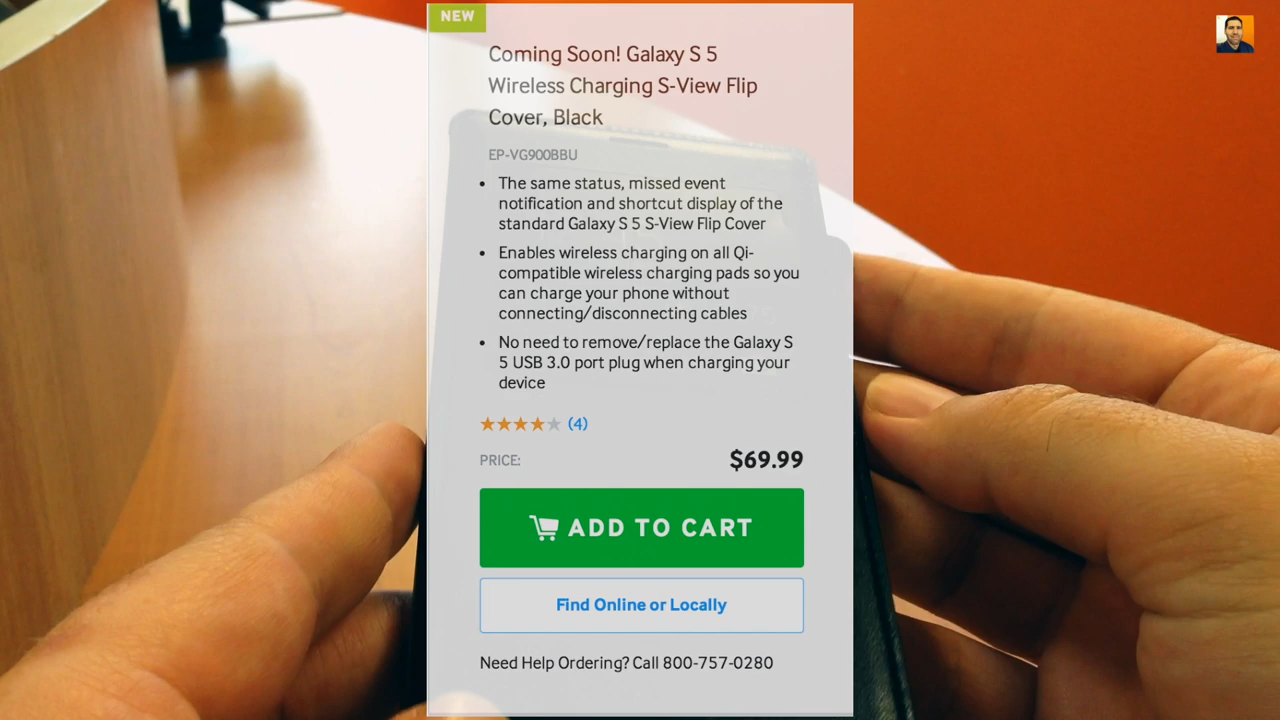 NEW
Coming Soon! Galaxy S 5
Wireless Charging S-View Flip
Cover, Black
EP-VG900BBU
• The same status, missed event
notification and shortcut display of the
standard Galaxy S 5 S-View Flip Cover
• Enables wireless charging on all Qi-
compatible wireless charging pads so you
can charge your phone without
connecting/disconnecting cables
• No need to remove/replace the Galaxy S
5 USB 3.0 port plug when charging your
device
(4)
PRICE: $69.99
ADD TO CART
Find Online or Locally
Need Help Ordering? Call 800-757-0280